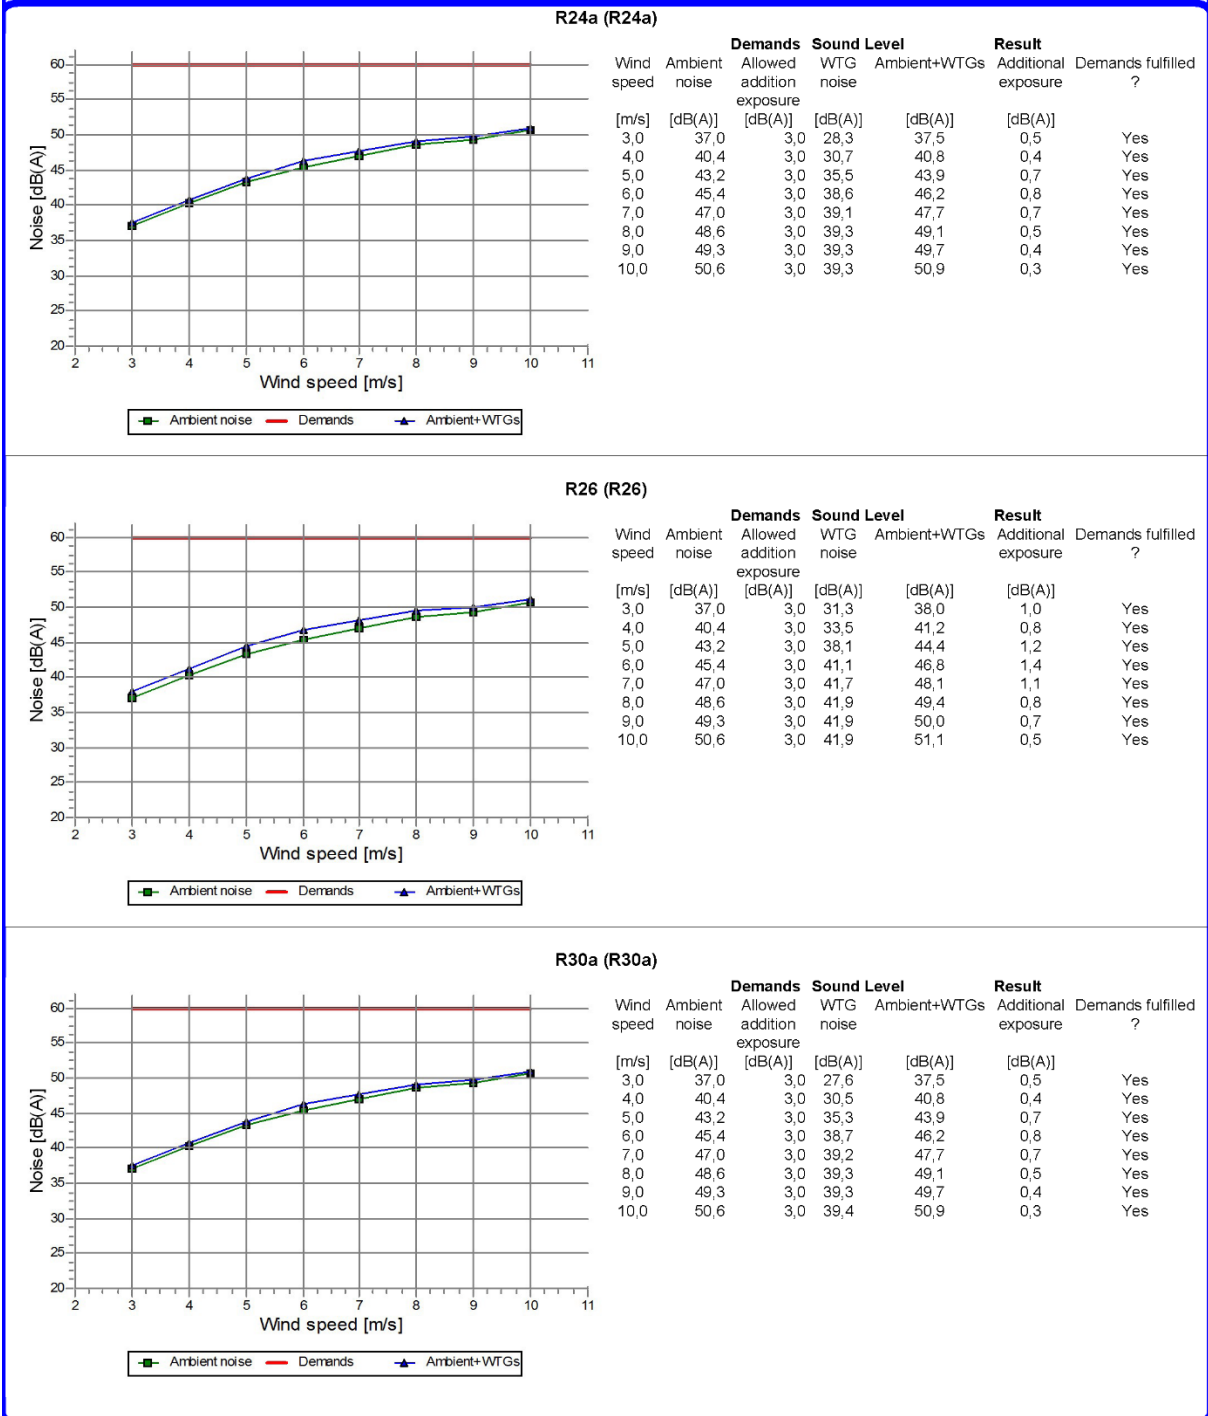 R24a (R24a)
Demands Sound Level Result
Wind Ambient Allowed WTG Ambient+WTGs Additional Demands fulfilled
speed noise addition noise exposure ?
exposure
[m/s] [dB(A)] [dB(A)] [dB(A)] [dB(A)] [dB(A)]
3,0 37,0 3,0 28,3 37,5 0,5 Yes
4,0 40,4 3,0 30,7 40,8 0,4 Yes
5,0 43,2 3,0 35,5 43,9 0,7 Yes
6,0 45,4 3,0 38,6 46,2 0,8 Yes
7,0 47,0 3,0 39,1 47,7 0,7 Yes
8,0 48,6 3,0 39,3 49,1 0,5 Yes
9,0 49,3 3,0 39,3 49,7 0,4 Yes
10,0 50,6 3,0 39,3 50,9 0,3 Yes
Noise [dB(A)]
60
55
50
45
40
35
30
25
20
2 3 4 5 6 7 8 9 10 11
Wind speed [m/s]
Ambient noise Demands Ambient+WTGs
R26 (R26)
Demands Sound Level Result
Wind Ambient Allowed WTG Ambient+WTGs Additional Demands fulfilled
speed noise addition noise exposure ?
exposure
[m/s] [dB(A)] [dB(A)] [dB(A)] [dB(A)] [dB(A)]
3,0 37,0 3,0 31,3 38,0 1,0 Yes
4,0 40,4 3,0 33,5 41,2 0,8 Yes
5,0 43,2 3,0 38,1 44,4 1,2 Yes
6,0 45,4 3,0 41,1 46,8 1,4 Yes
7,0 47,0 3,0 41,7 48,1 1,1 Yes
8,0 48,6 3,0 41,9 49,4 0,8 Yes
9,0 49,3 3,0 41,9 50,0 0,7 Yes
10,0 50,6 3,0 41,9 51,1 0,5 Yes
Noise [dB(A)]
60
55
50
45
40
35
30
25
20
2 3 4 5 6 7 8 9 10 11
Wind speed [m/s]
Ambient noise Demands Ambient+WTGs
R30a (R30a)
Demands Sound Level Result
Wind Ambient Allowed WTG Ambient+WTGs Additional Demands fulfilled
speed noise addition noise exposure ?
exposure
[m/s] [dB(A)] [dB(A)] [dB(A)] [dB(A)] [dB(A)]
3,0 37,0 3,0 27,6 37,5 0,5 Yes
4,0 40,4 3,0 30,5 40,8 0,4 Yes
5,0 43,2 3,0 35,3 43,9 0,7 Yes
6,0 45,4 3,0 38,7 46,2 0,8 Yes
7,0 47,0 3,0 39,2 47,7 0,7 Yes
8,0 48,6 3,0 39,3 49,1 0,5 Yes
9,0 49,3 3,0 39,3 49,7 0,4 Yes
10,0 50,6 3,0 39,4 50,9 0,3 Yes
Noise [dB(A)]
60
55
50
45
40
35
30
25
20
2 3 4 5 6 7 8 9 10 11
Wind speed [m/s]
Ambient noise Demands Ambient+WTGs